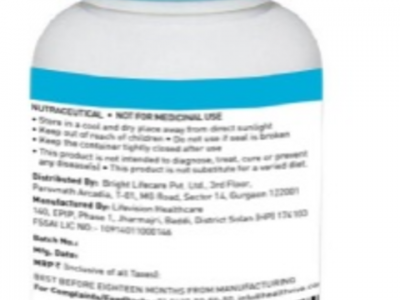 NUTRACEUTICAL • NOT FOR MEDICINAL USE
• Store in a cool and dry place away from direct sunlight
• Keep out of reach of children • Do not use if seal is broken
• Keep the container tightly closed after use
• This product is not intended to diagnose, treat, cure or prevent
any disease(s) • This product is not substitute for a varied diet.
Distributed By: Bright Lifecare Pvt. Ltd., 3rd Floor,
Parsvnath Arcadia, T-01, MG Road, Sector 14, Gurgaon 122001
Manufactured By: Lifevision Healthcare
140, EPIP, Phase 1, Jharmajri, Baddi, District Solan (HP) 174103
FSSAI LIC NO.- 10914011000146
Batch No.:
Mfg. Date:
MRP ₹ (Inclusive of all Taxes):
BEST BEFORE EIGHTEEN MONTHS FROM MANUFACTURING
For Complaints/Feedback: